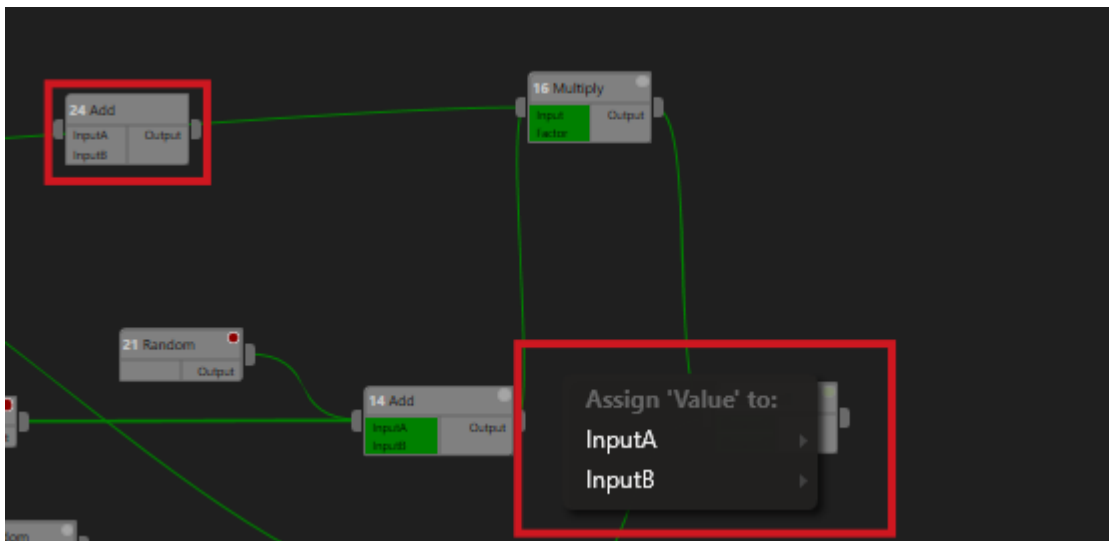 24 Add
InputA Output
InputB
16 Multiply
Input Output
factor
21 Random
Output
14 Add
InputA Output
InputB
Assign 'Value' to:
InputA
InputB